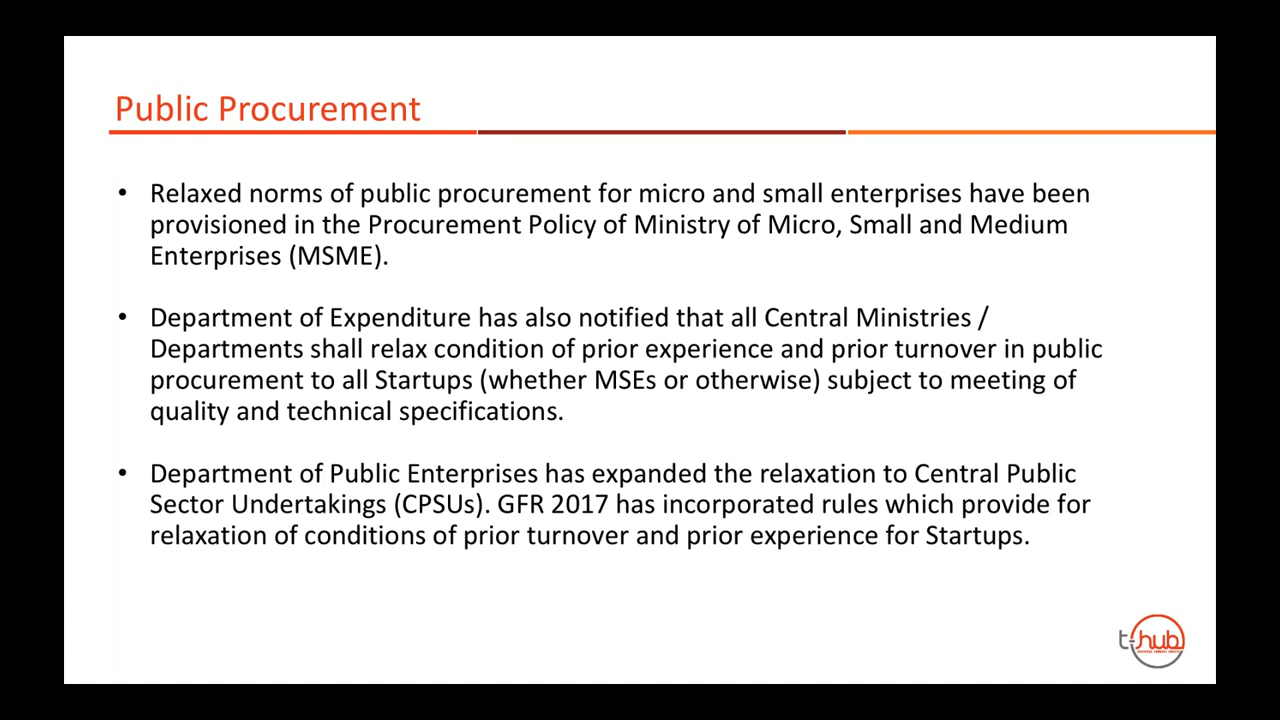 Public Procurement
• Relaxed norms of public procurement for micro and small enterprises have been
provisioned in the Procurement Policy of Ministry of Micro, Small and Medium
Enterprises (MSME).
• Department of Expenditure has also notified that all Central Ministries /
Departments shall relax condition of prior experience and prior turnover in public
procurement to all Startups (whether MSEs or otherwise) subject to meeting of
quality and technical specifications.
• Department of Public Enterprises has expanded the relaxation to Central Public
Sector Undertakings (CPSUs). GFR 2017 has incorporated rules which provide for
relaxation of conditions of prior turnover and prior experience for Startups.
t-hub